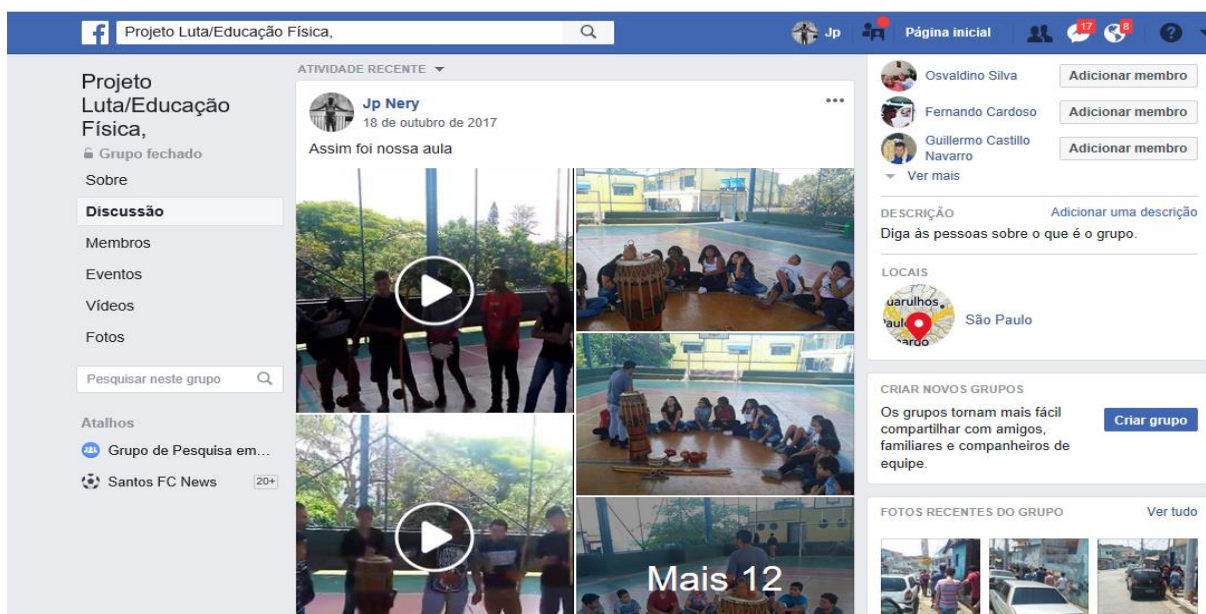 f
Projeto Luta/Educação Física,
Jp
Página inicial
17
8
?
Projeto
Luta/Educação
Física,
Grupo fechado
Sobre
Discussão
Membros
Eventos
Vídeos
Fotos
Pesquisar neste grupo
Atalhos
Grupo de Pesquisa em...
Santos FC News 20+
ATIVIDADE RECENTE
Jp Nery
18 de outubro de 2017
Assim foi nossa aula
Mais 12
Osvaldino Silva
Adicionar membro
Fernando Cardoso
Adicionar membro
Guillermo Castillo
Navarro
Adicionar membro
Ver mais
DESCRIÇÃO
Adicionar uma descrição
Diga às pessoas sobre o que é o grupo.
LOCAIS
uarulhos
São Paulo
CRIAR NOVOS GRUPOS
Os grupos tornam mais fácil
compartilhar com amigos,
familiares e companheiros de
equipe.
Criar grupo
FOTOS RECENTES DO GRUPO
Ver tudo